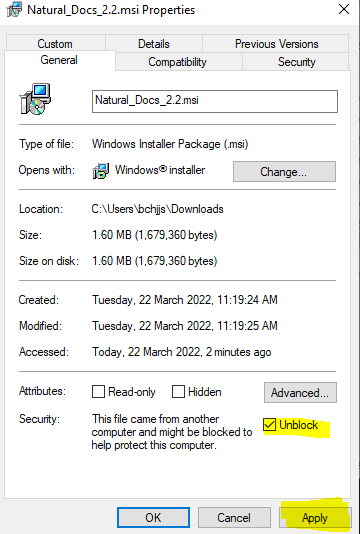 Natural_Docs_2.2.msi Properties
Custom Details Previous Versions
General Compatibility Security
Natural_Docs_2.2.msi
Type of file: Windows Installer Package (.msi)
Opens with: Windows® installer Change...
Location: C:\Users\bchjjs\Downloads
Size: 1.60 MB (1,679,360 bytes)
Size on disk: 1.60 MB (1,679,360 bytes)
Created: Tuesday, 22 March 2022, 11:19:24 AM
Modified: Tuesday, 22 March 2022, 11:19:25 AM
Accessed: Today, 22 March 2022, 2 minutes ago
Attributes: Read-only Hidden Advanced...
Security: This file came from another Unblock
computer and might be blocked to
help protect this computer.
OK Cancel Apply